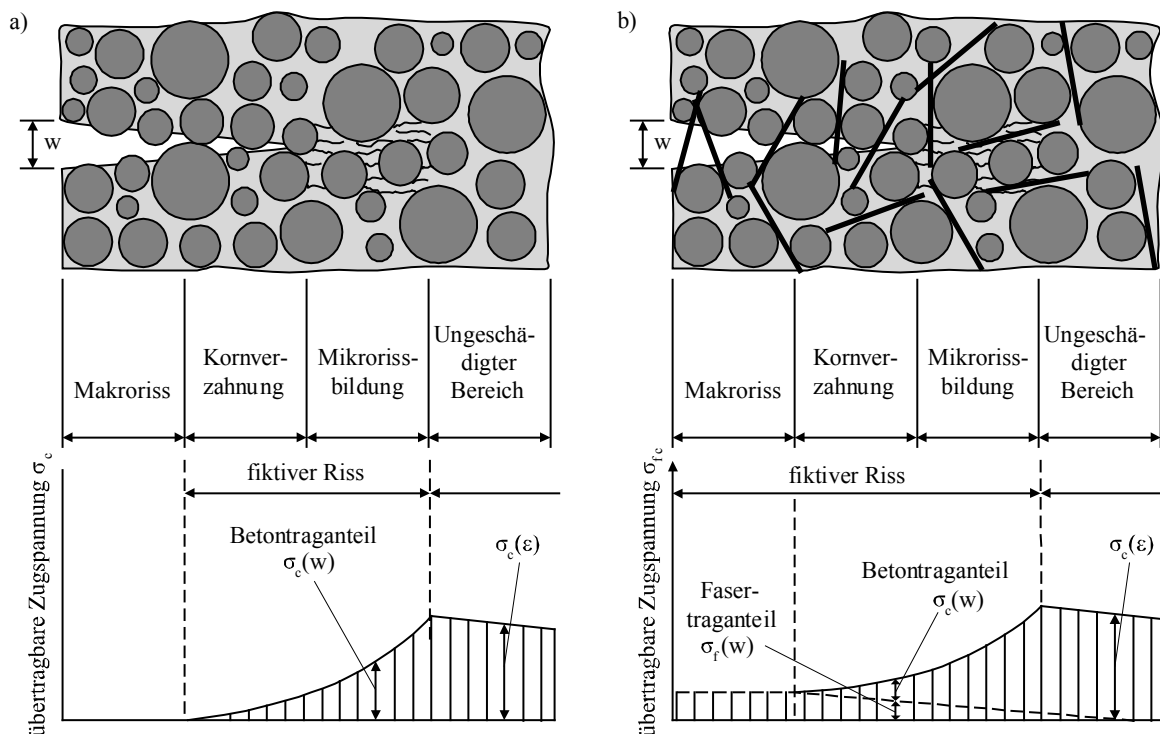 a)
w
Makroriss
Kornver-
zahnung
Mikroriss-
bildung
Ungeschä-
digter
Bereich
übertragbare Zugspannung σc
fiktiver Riss
Betontraganteil
σc(w)
σc(ε)
b)
w
Makroriss
Kornver-
zahnung
Mikroriss-
bildung
Ungeschä-
digter
Bereich
übertragbare Zugspannung σfc
fiktiver Riss
Faser-
traganteil
σf(w)
Betontraganteil
σc(w)
σc(ε)